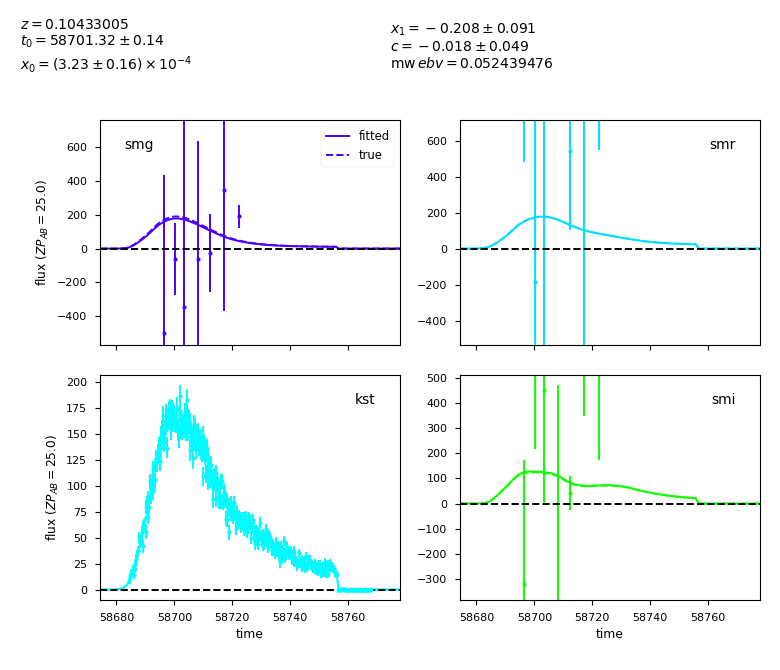 z = 0.10433005
t₀ = 58701.32 ± 0.14
x₀ = (3.23 ± 0.16) × 10⁻⁴
x₁ = −0.208 ± 0.091
c = −0.018 ± 0.049
mw ebv = 0.052439476
smg
fitted
true
600
400
200
0
−200
−400
flux (ZP_AB = 25.0)
smr
600
400
200
0
−200
−400
kst
200
175
150
125
100
75
50
25
0
flux (ZP_AB = 25.0)
58680 58700 58720 58740 58760
time
smi
500
400
300
200
100
0
−100
−200
−300
58680 58700 58720 58740 58760
time